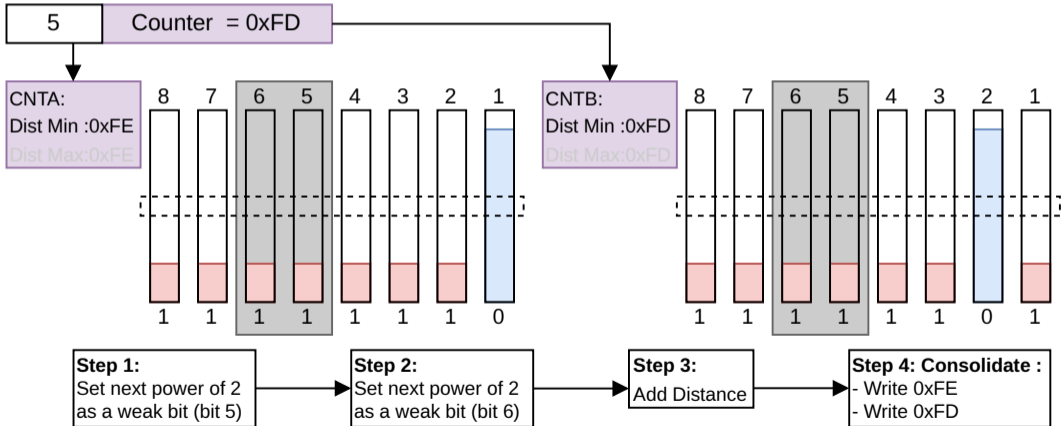 5 Counter = 0xFD
CNTA:
Dist Min :0xFE
Dist Max:0xFE
8 7 6 5 4 3 2 1
1 1 1 1 1 1 1 0
CNTB:
Dist Min :0xFD
Dist Max:0xFD
8 7 6 5 4 3 2 1
1 1 1 1 1 1 0 1
Step 1:
Set next power of 2
as a weak bit (bit 5)
Step 2:
Set next power of 2
as a weak bit (bit 6)
Step 3:
Add Distance
Step 4: Consolidate :
- Write 0xFE
- Write 0xFD